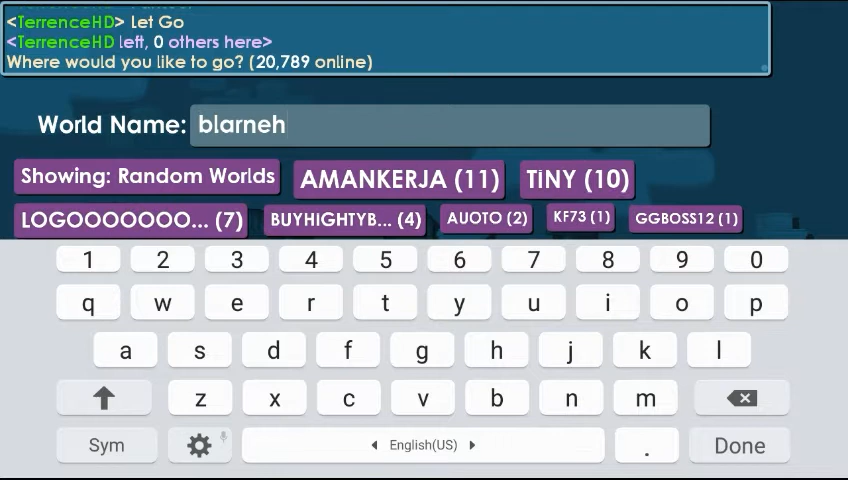 <TerrenceHD> Let Go
<TerrenceHD left, 0 others here>
Where would you like to go? (20,789 online)
World Name: blarneh
Showing: Random Worlds AMANKERJA (11) TiNY (10)
LOGOOOOOOO... (7) BUYHIGHTYB... (4) AUOTO (2) KF73 (1) GGBOSS12 (1)
1 2 3 4 5 6 7 8 9 0
q w e r t y u i o p
a s d f g h j k l
z x c v b n m
Sym English(US) . Done